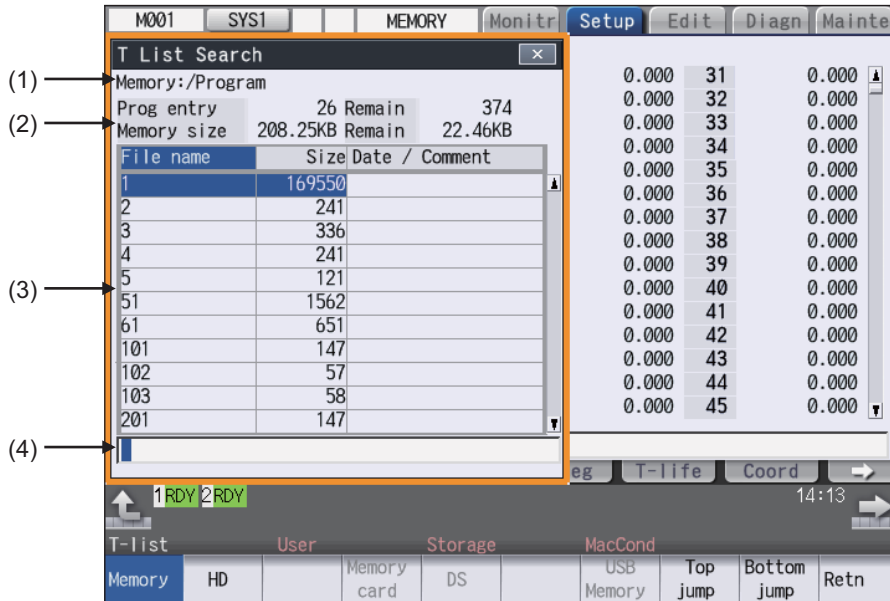 M001 SYS1 MEMORY Monitr Setup Edit Diagn Mainte
T List Search ×
(1) Memory:/Program
(2) Prog entry 26 Remain 374
Memory size 208.25KB Remain 22.46KB
File name Size Date / Comment
1 169550
2 241
3 336
4 241
(3) 5 121
51 1562
61 651
101 147
102 57
103 58
201 147
(4)
0.000 31 0.000
0.000 32 0.000
0.000 33 0.000
0.000 34 0.000
0.000 35 0.000
0.000 36 0.000
0.000 37 0.000
0.000 38 0.000
0.000 39 0.000
0.000 40 0.000
0.000 41 0.000
0.000 42 0.000
0.000 43 0.000
0.000 44 0.000
0.000 45 0.000
eg T-life Coord
1 RDY 2 RDY 14:13
T-list User Storage MacCond
Memory HD Memory card DS USB Memory Top jump Bottom jump Retn